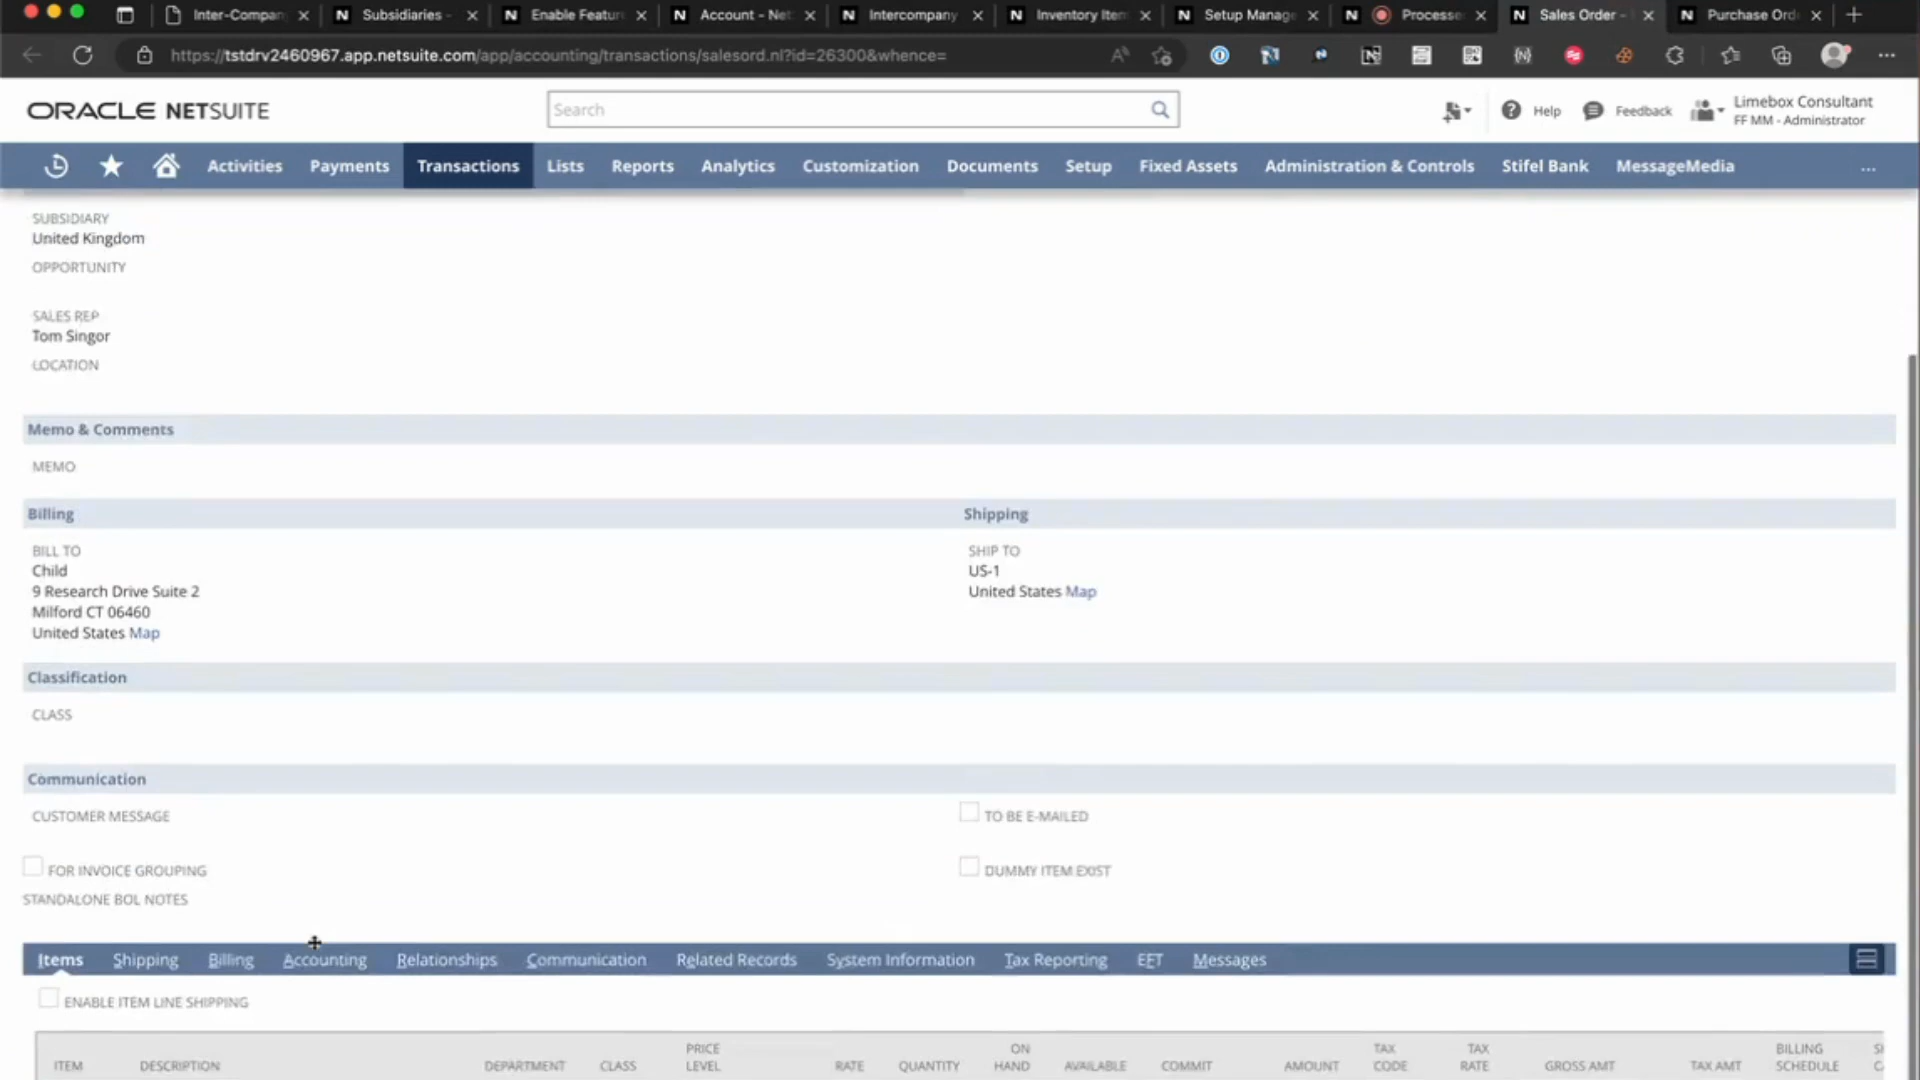 Inter-Compan
Subsidiaries -
Enable Featur
Account - Net
Intercompany
Inventory Item
Setup Manage
Processe
Sales Order -
Purchase Ord
https://tstdrv2460967.app.netsuite.com/app/accounting/transactions/salesord.nl?id=26300&whence=
ORACLE NETSUITE
Search
Help
Feedback
Limebox Consultant
FF MM - Administrator
Activities
Payments
Transactions
Lists
Reports
Analytics
Customization
Documents
Setup
Fixed Assets
Administration & Controls
Stifel Bank
MessageMedia
...
SUBSIDIARY
United Kingdom
OPPORTUNITY
SALES REP
Tom Singor
LOCATION
Memo & Comments
MEMO
Billing
BILL TO
Child
9 Research Drive Suite 2
Milford CT 06460
United States Map
Shipping
SHIP TO
US-1
United States Map
Classification
CLASS
Communication
CUSTOMER MESSAGE
TO BE E-MAILED
FOR INVOICE GROUPING
DUMMY ITEM EXIST
STANDALONE BOL NOTES
Items
Shipping
Billing
Accounting
Relationships
Communication
Related Records
System Information
Tax Reporting
EFT
Messages
ENABLE ITEM LINE SHIPPING
ITEM
DESCRIPTION
DEPARTMENT
CLASS
PRICE LEVEL
RATE
QUANTITY
ON HAND
AVAILABLE
COMMIT
AMOUNT
TAX CODE
TAX RATE
GROSS AMT
TAX AMT
BILLING SCHEDULE